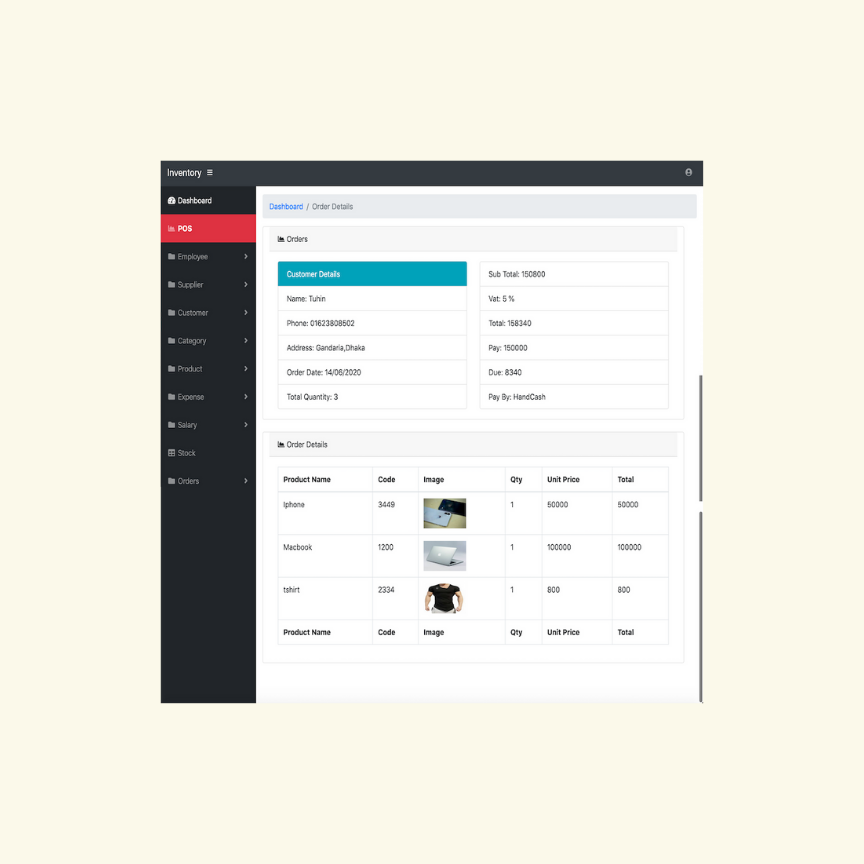 Inventory
Dashboard
POS
Employee
Supplier
Customer
Category
Product
Expense
Salary
Stock
Orders
Dashboard / Order Details
Orders
Customer Details
Name: Tuhin
Phone: 01623808502
Address: Gandaria,Dhaka
Order Date: 14/06/2020
Total Quantity: 3
Sub Total: 150800
Vat: 5 %
Total: 158340
Pay: 150000
Due: 8340
Pay By: HandCash
Order Details
Product Name Code Image Qty Unit Price Total
Iphone 3449 1 50000 50000
Macbook 1200 1 100000 100000
tshirt 2334 1 800 800
Product Name Code Image Qty Unit Price Total